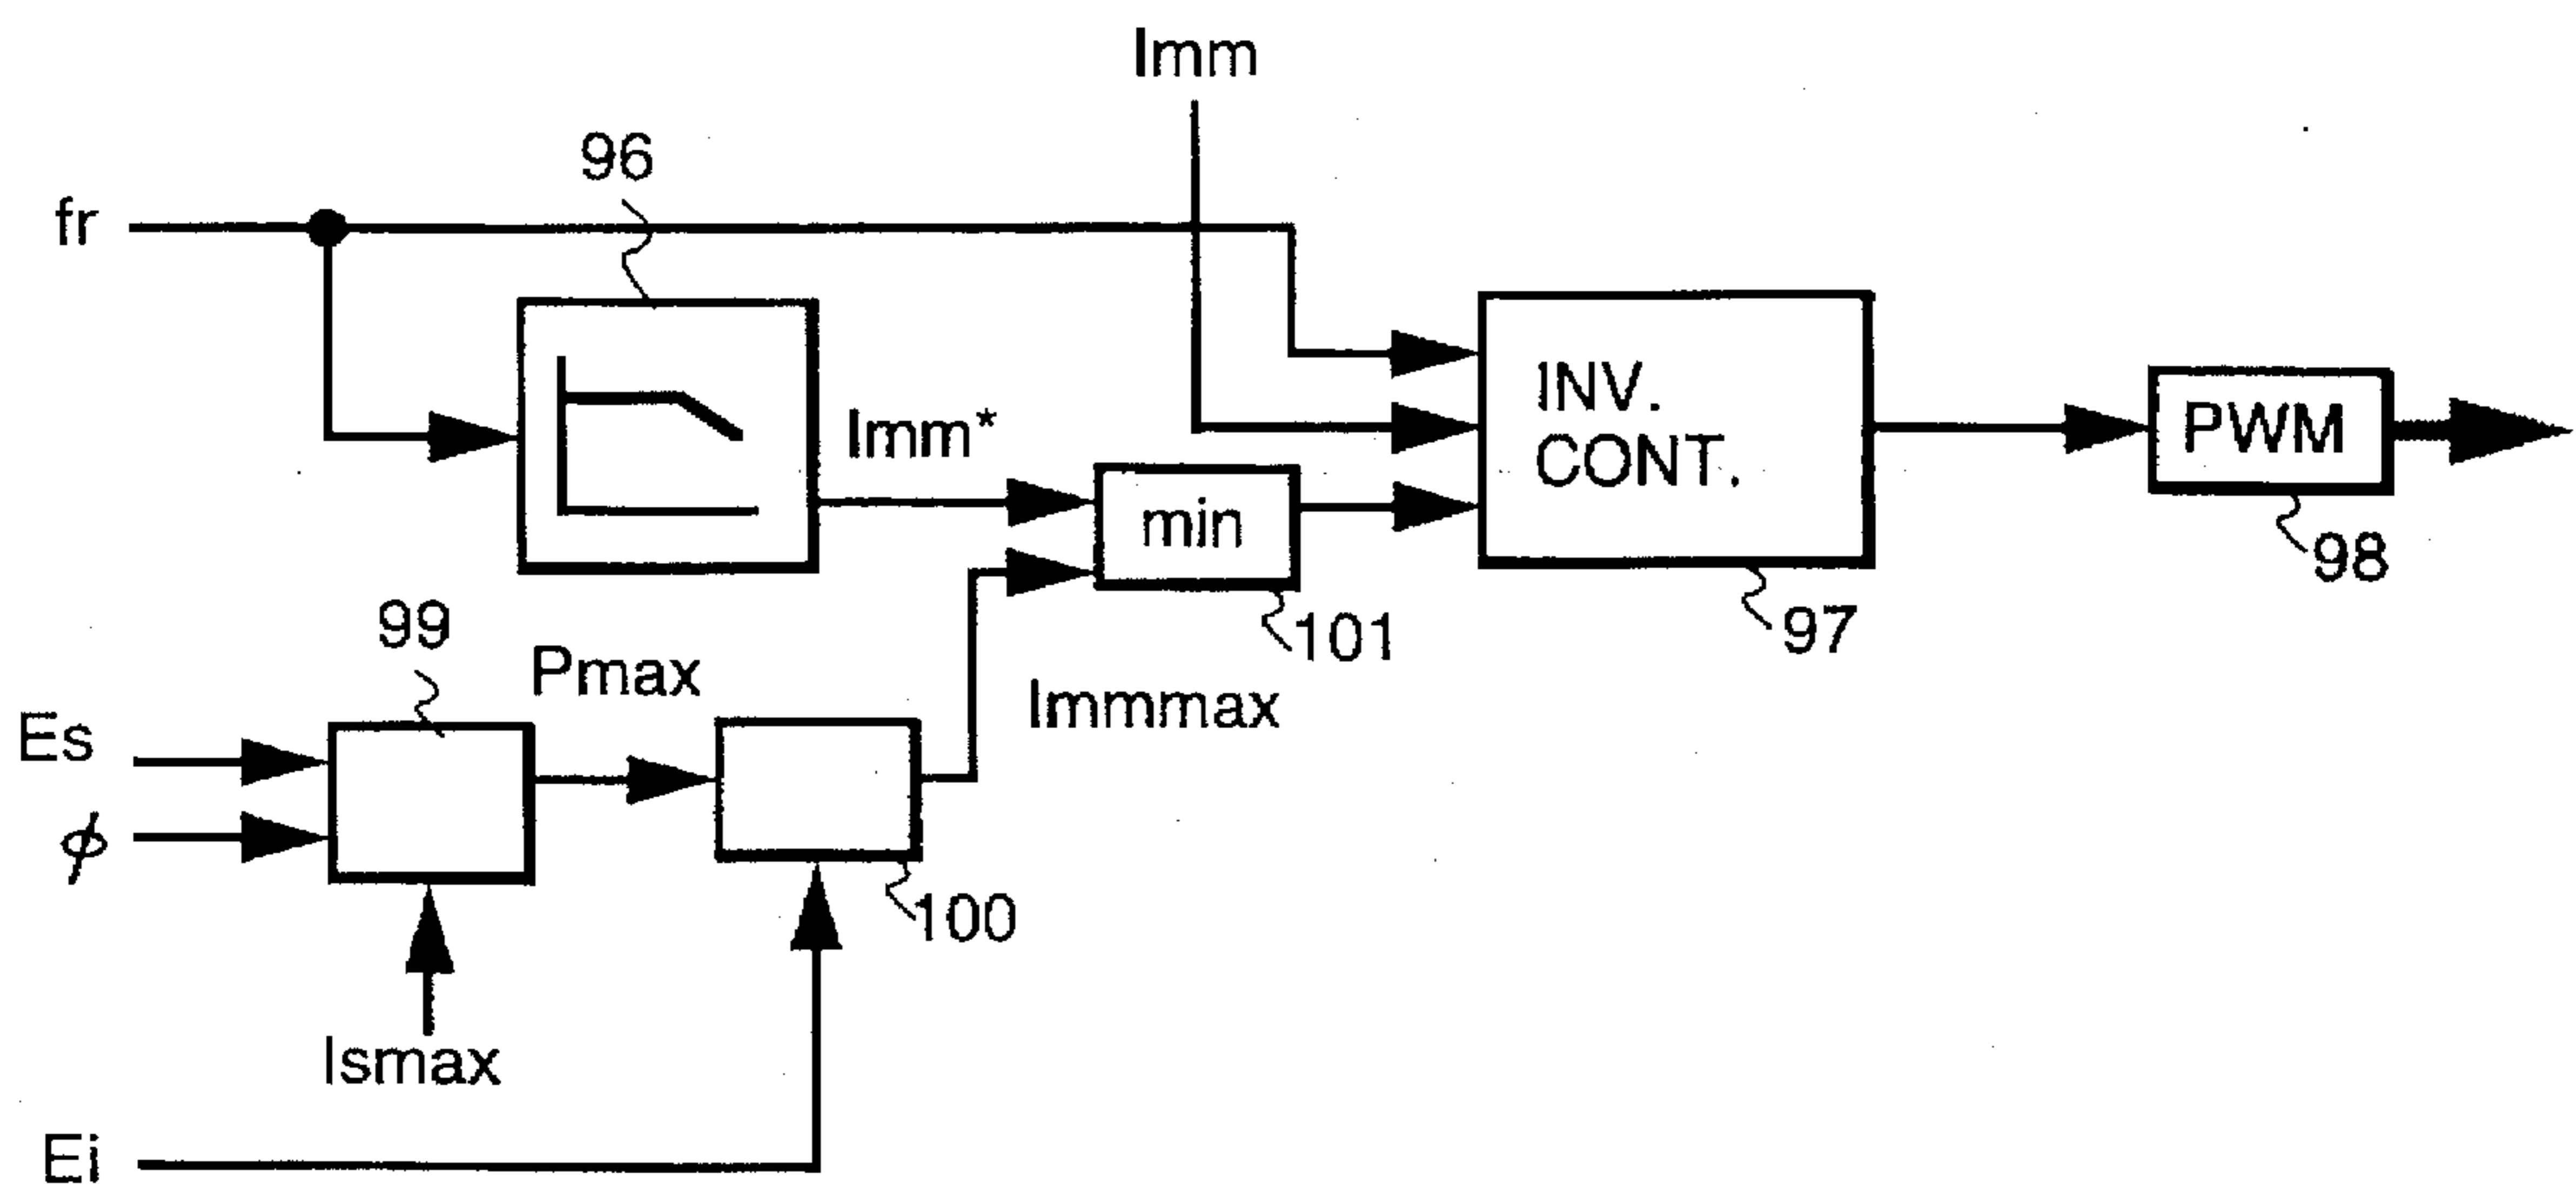 Imm
96
fr
INV.
CONT.
PWM
Imm*
min
98
99
101
97
Pmax
Immmax
Es
ϕ
100
Ismax
Ei